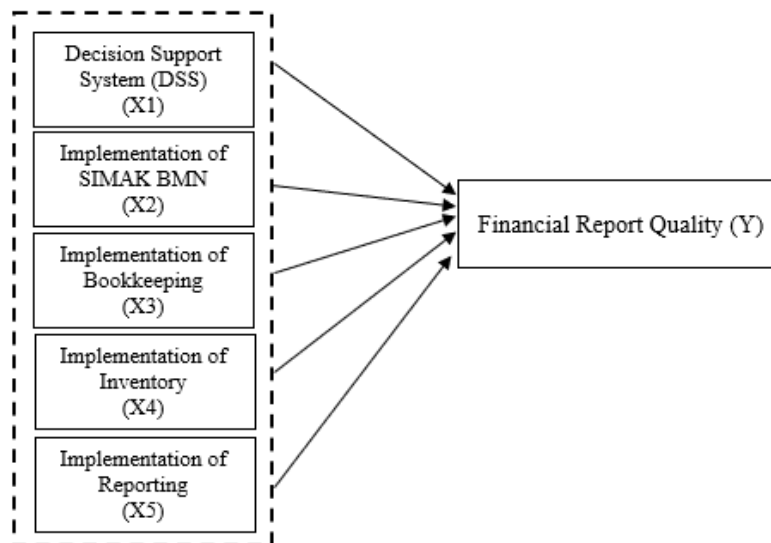 Decision Support
System (DSS)
(X1)
Implementation of
SIMAK BMN
(X2)
Implementation of
Bookkeeping
(X3)
Implementation of
Inventory
(X4)
Implementation of
Reporting
(X5)
Financial Report Quality (Y)